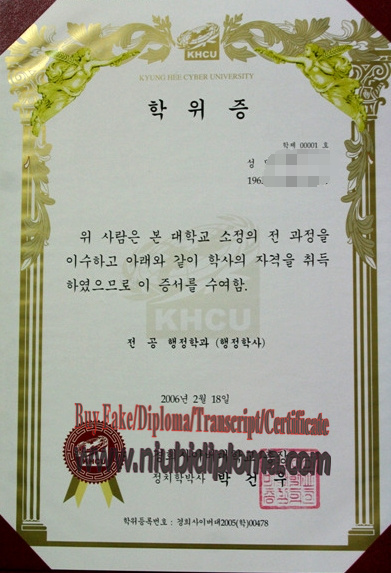 KHCU
KYUNG HEE CYBER UNIVERSITY
학 위 증
학제 00001 호
성
196
위 사람은 본 대학교 소정의 전 과정을
이수하고 아래와 같이 학사의 자격을 취득
하였으므로 이 증서를 수여함.
KHCU
전 공 행정학과 (행정학사)
2006년 2월 18일
Buy Fake/Diploma/Transcript/Certificate
www.niubidiploma.com
정치학박사 박 건 우
학위등록번호 : 경희사이버대2005(학)00478